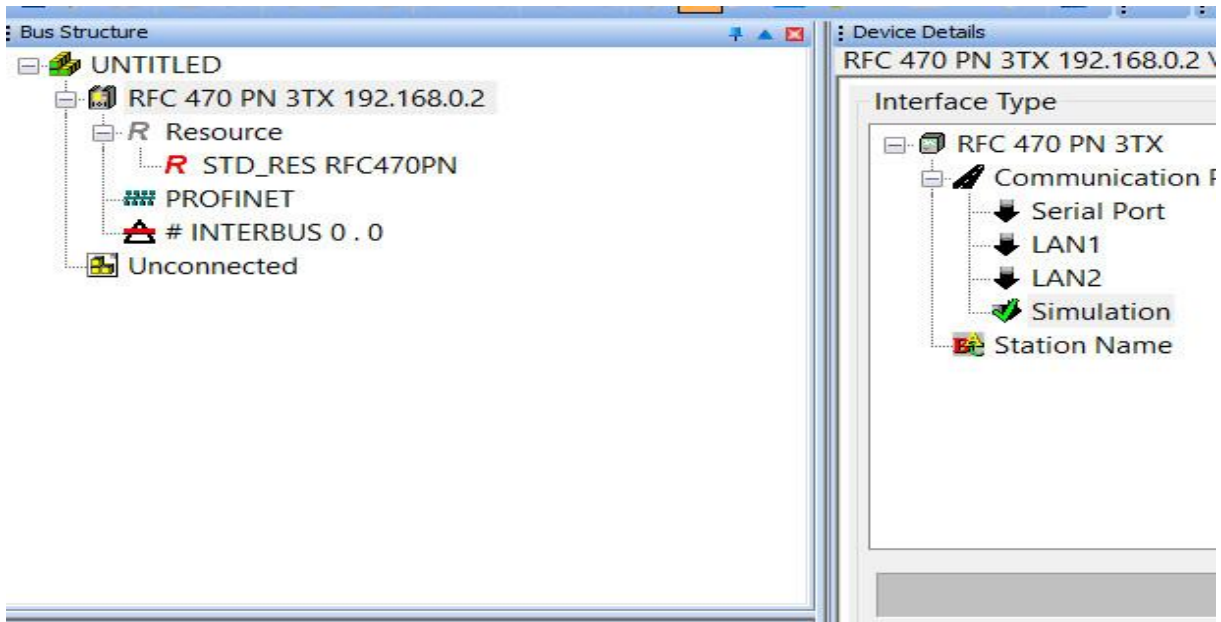 Bus Structure
UNTITLED
RFC 470 PN 3TX 192.168.0.2
R Resource
R STD_RES RFC470PN
PROFINET
# INTERBUS 0 . 0
Unconnected
Device Details
RFC 470 PN 3TX 192.168.0.2
Interface Type
RFC 470 PN 3TX
Communication
Serial Port
LAN1
LAN2
Simulation
Station Name